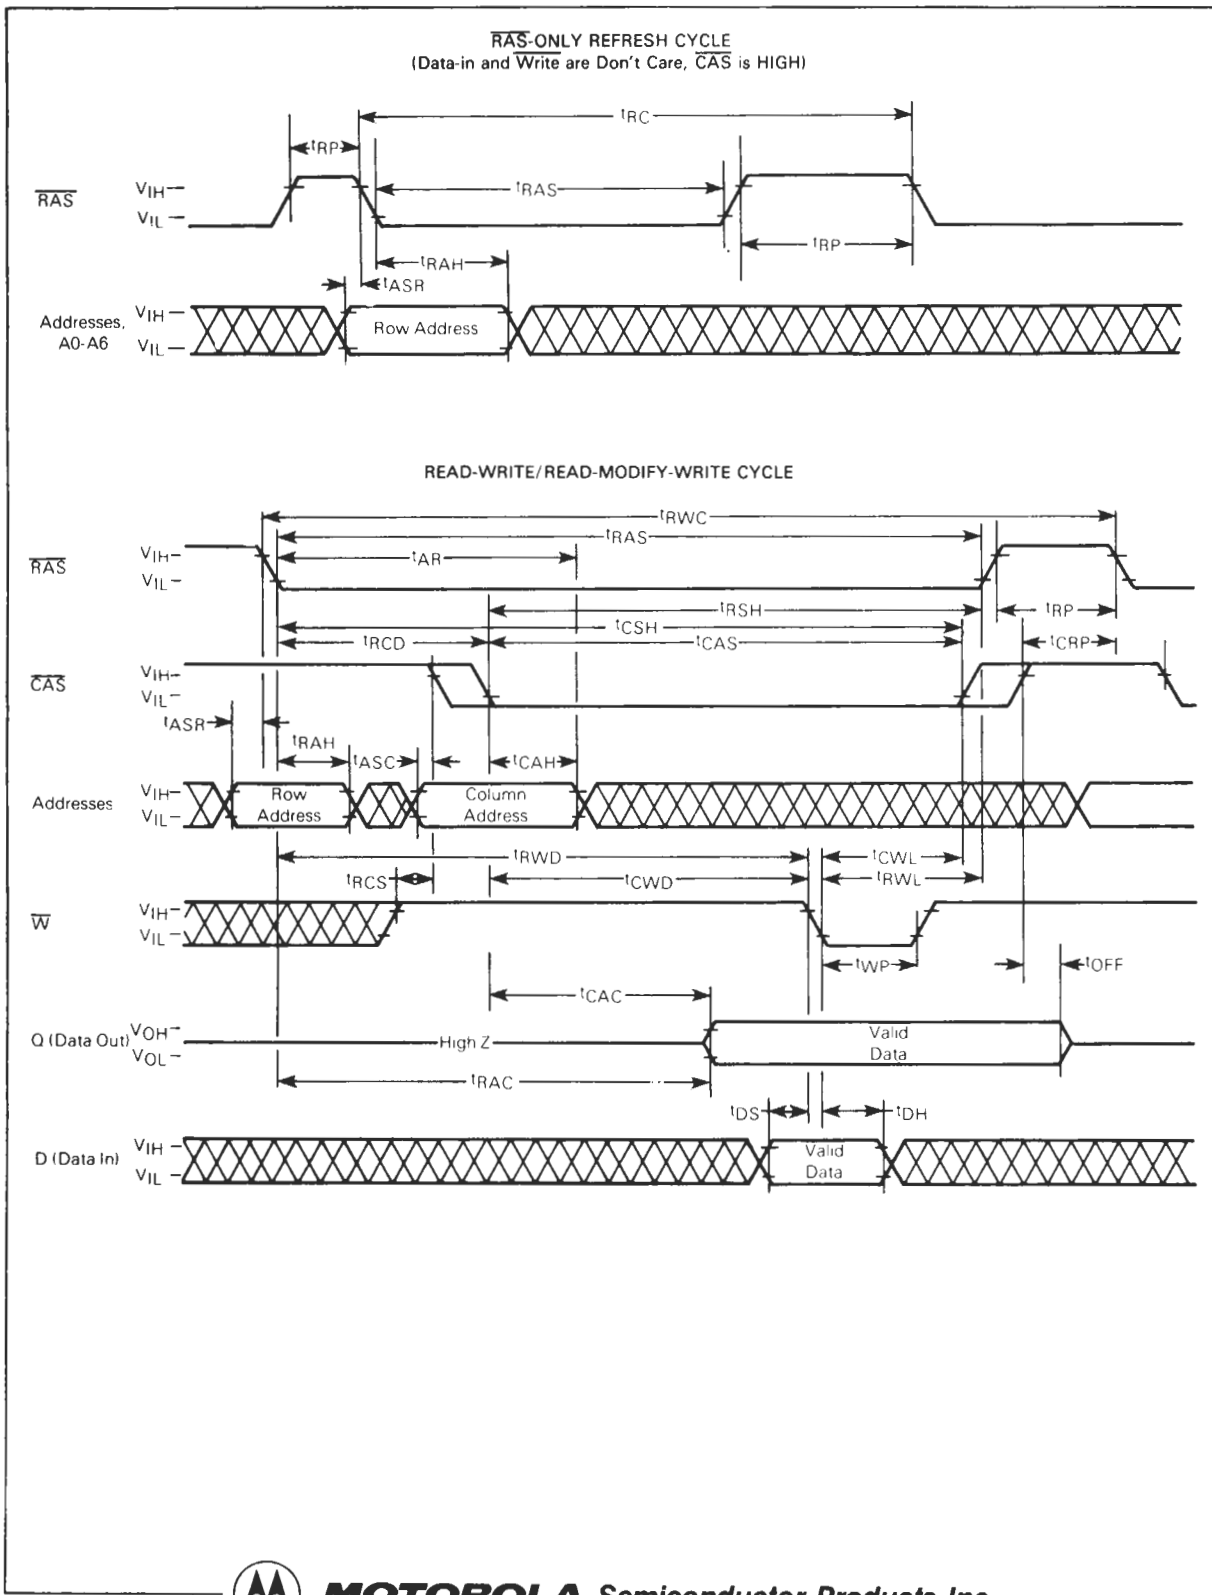 RAS-ONLY REFRESH CYCLE
(Data-in and Write are Don't Care, CAS is HIGH)
tRC
tRP
RAS
VIH
VIL
tRAS
tRP
tRAH
tASR
Addresses,
A0-A6
VIH
VIL
Row Address
READ-WRITE/READ-MODIFY-WRITE CYCLE
tRWC
tRAS
tAR
RAS
VIH
VIL
tRSH
tRP
tCSH
tRCD
tCAS
tCRP
CAS
VIH
VIL
tASR
tRAH
tASC
tCAH
Addresses
VIH
VIL
Row
Address
Column
Address
tRWD
tCWL
tRCS
tCWD
tRWL
W
VIH
VIL
tWP
tOFF
tCAC
Q (Data Out)
VOH
VOL
High Z
Valid
Data
tRAC
tDS
tDH
D (Data In)
VIH
VIL
Valid
Data
MOTOROLA Semiconductor Products Inc.